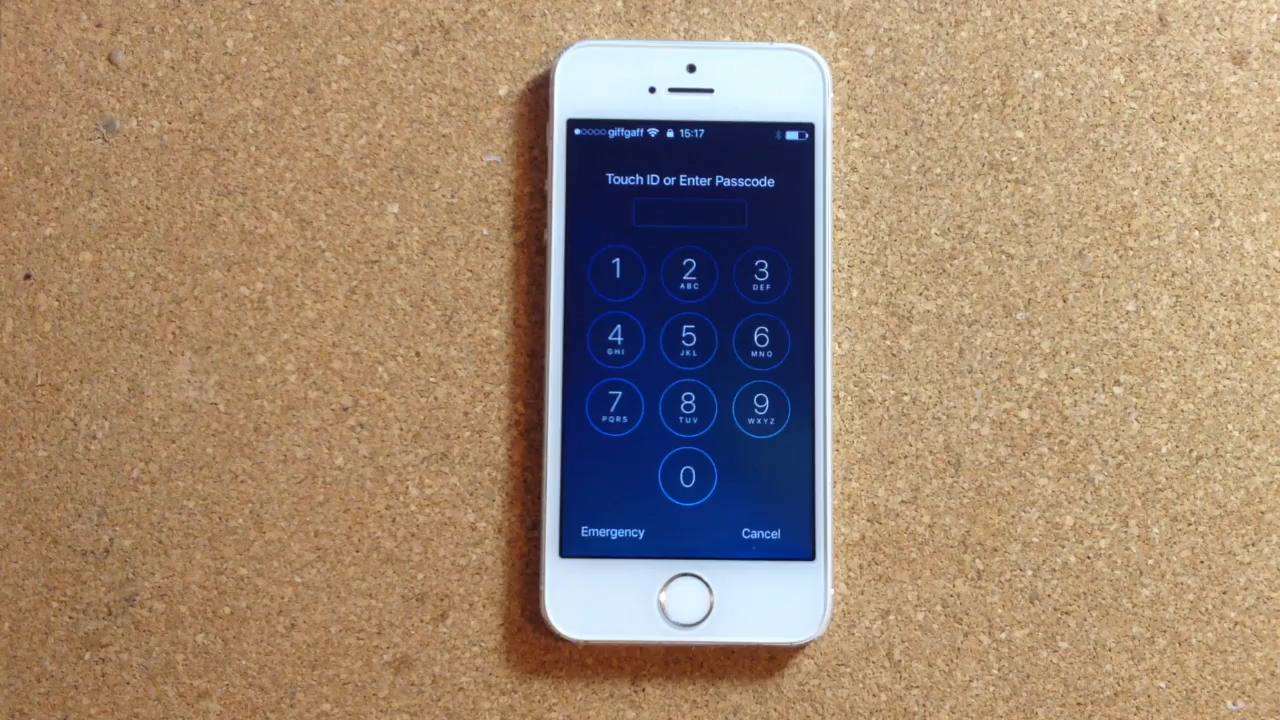 giffgaff 15:17
Touch ID or Enter Passcode
1 2 3
ABC DEF
4 5 6
GHI JKL MNO
7 8 9
PQRS TUV WXYZ
0
Emergency Cancel